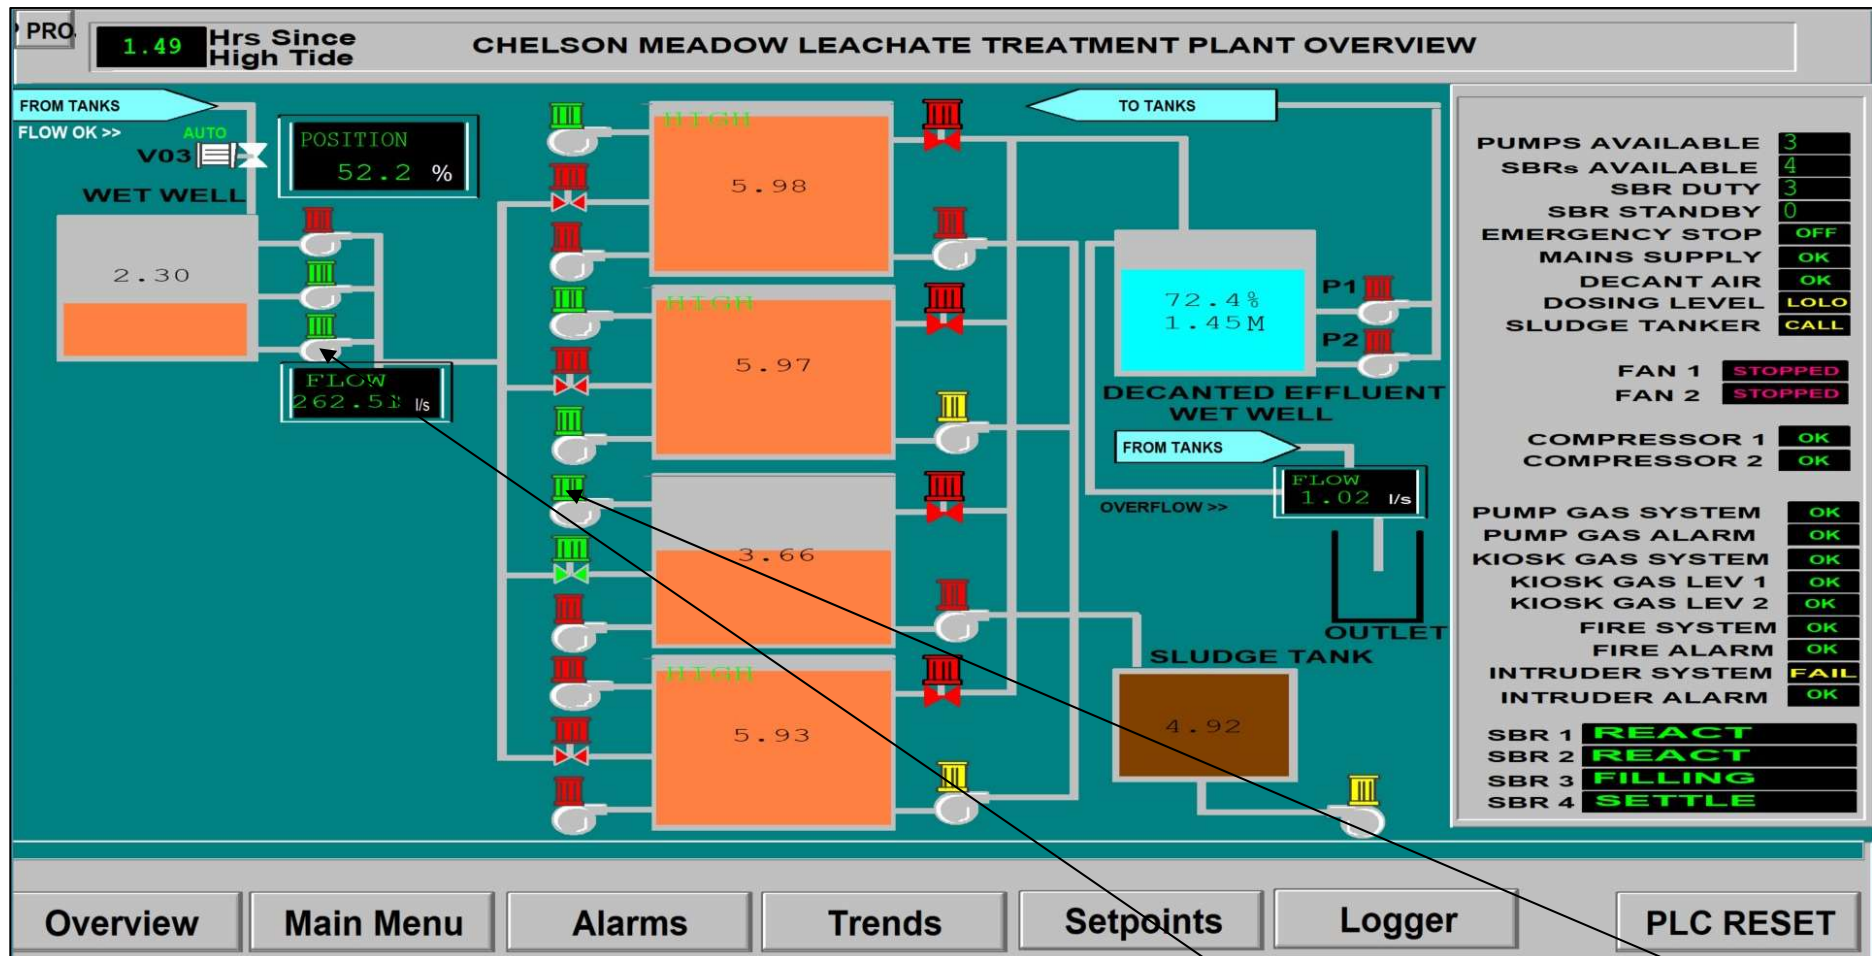 PRO
1.49 Hrs Since
High Tide
CHELSON MEADOW LEACHATE TREATMENT PLANT OVERVIEW
FROM TANKS
FLOW OK >>
AUTO
V03
POSITION
52.2 %
WET WELL
2.30
FLOW
l/s
HIGH
5.98
HIGH
5.97
3.66
HIGH
5.93
TO TANKS
72.4%
1.45M
P1
P2
DECANTED EFFLUENT
WET WELL
FROM TANKS
FLOW
1.02 l/s
OVERFLOW >>
OUTLET
SLUDGE TANK
4.92
PUMPS AVAILABLE 3
SBRs AVAILABLE 4
SBR DUTY 3
SBR STANDBY 0
EMERGENCY STOP OFF
MAINS SUPPLY OK
DECANT AIR OK
DOSING LEVEL LOLO
SLUDGE TANKER CALL
FAN 1 STOPPED
FAN 2 STOPPED
COMPRESSOR 1 OK
COMPRESSOR 2 OK
PUMP GAS SYSTEM OK
PUMP GAS ALARM OK
KIOSK GAS SYSTEM OK
KIOSK GAS LEV 1 OK
KIOSK GAS LEV 2 OK
FIRE SYSTEM OK
FIRE ALARM OK
INTRUDER SYSTEM FAIL
INTRUDER ALARM OK
SBR 1 REACT
SBR 2 REACT
SBR 3 FILLING
SBR 4 SETTLE
Overview
Main Menu
Alarms
Trends
Setpoints
Logger
PLC RESET